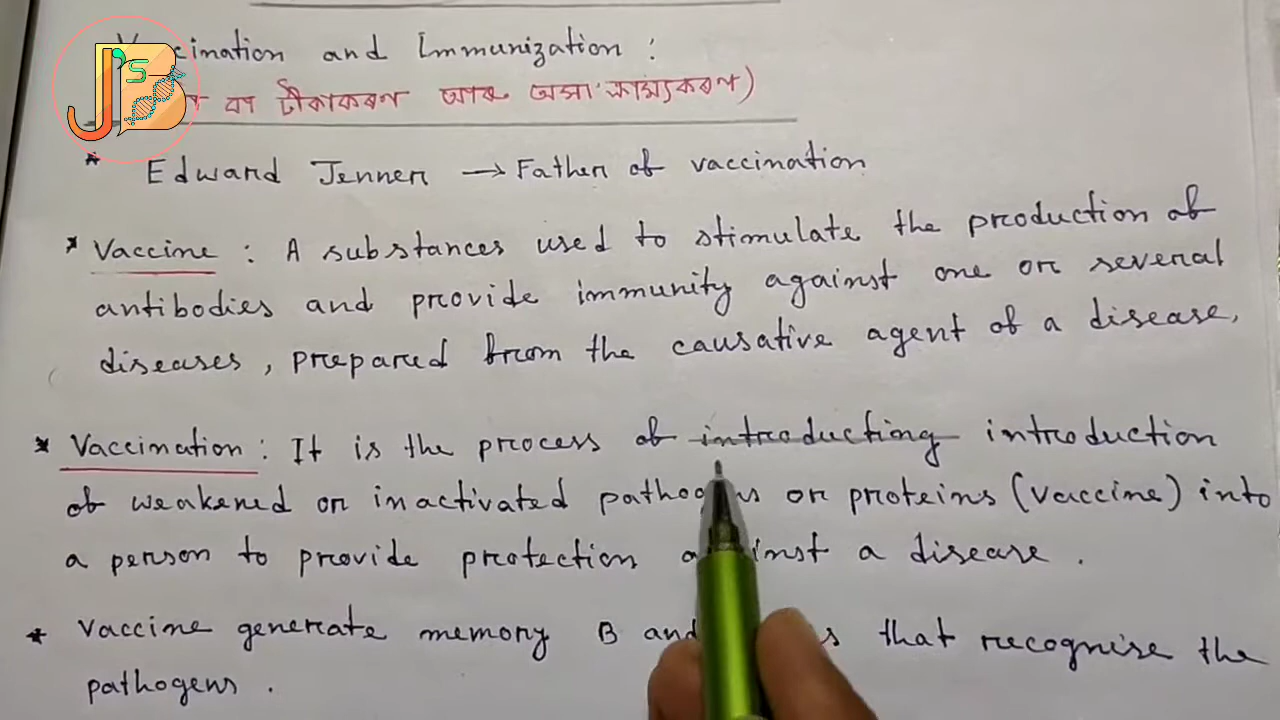 and Immunization :
বা টীকাকৰণ আৰু অসাংক্ৰাম্যকৰণ)
* Edward Jenner → Father of vaccination
* Vaccine : A substances used to stimulate the production of
antibodies and provide immunity against one or several
diseases, prepared from the causative agent of a disease,
* Vaccination : It is the process of introducting introduction
of weakened or inactivated or proteins (vaccine) into
a person to provide protection a disease .
* Vaccine generate memory B and that recognise the
pathogens .
J'S B